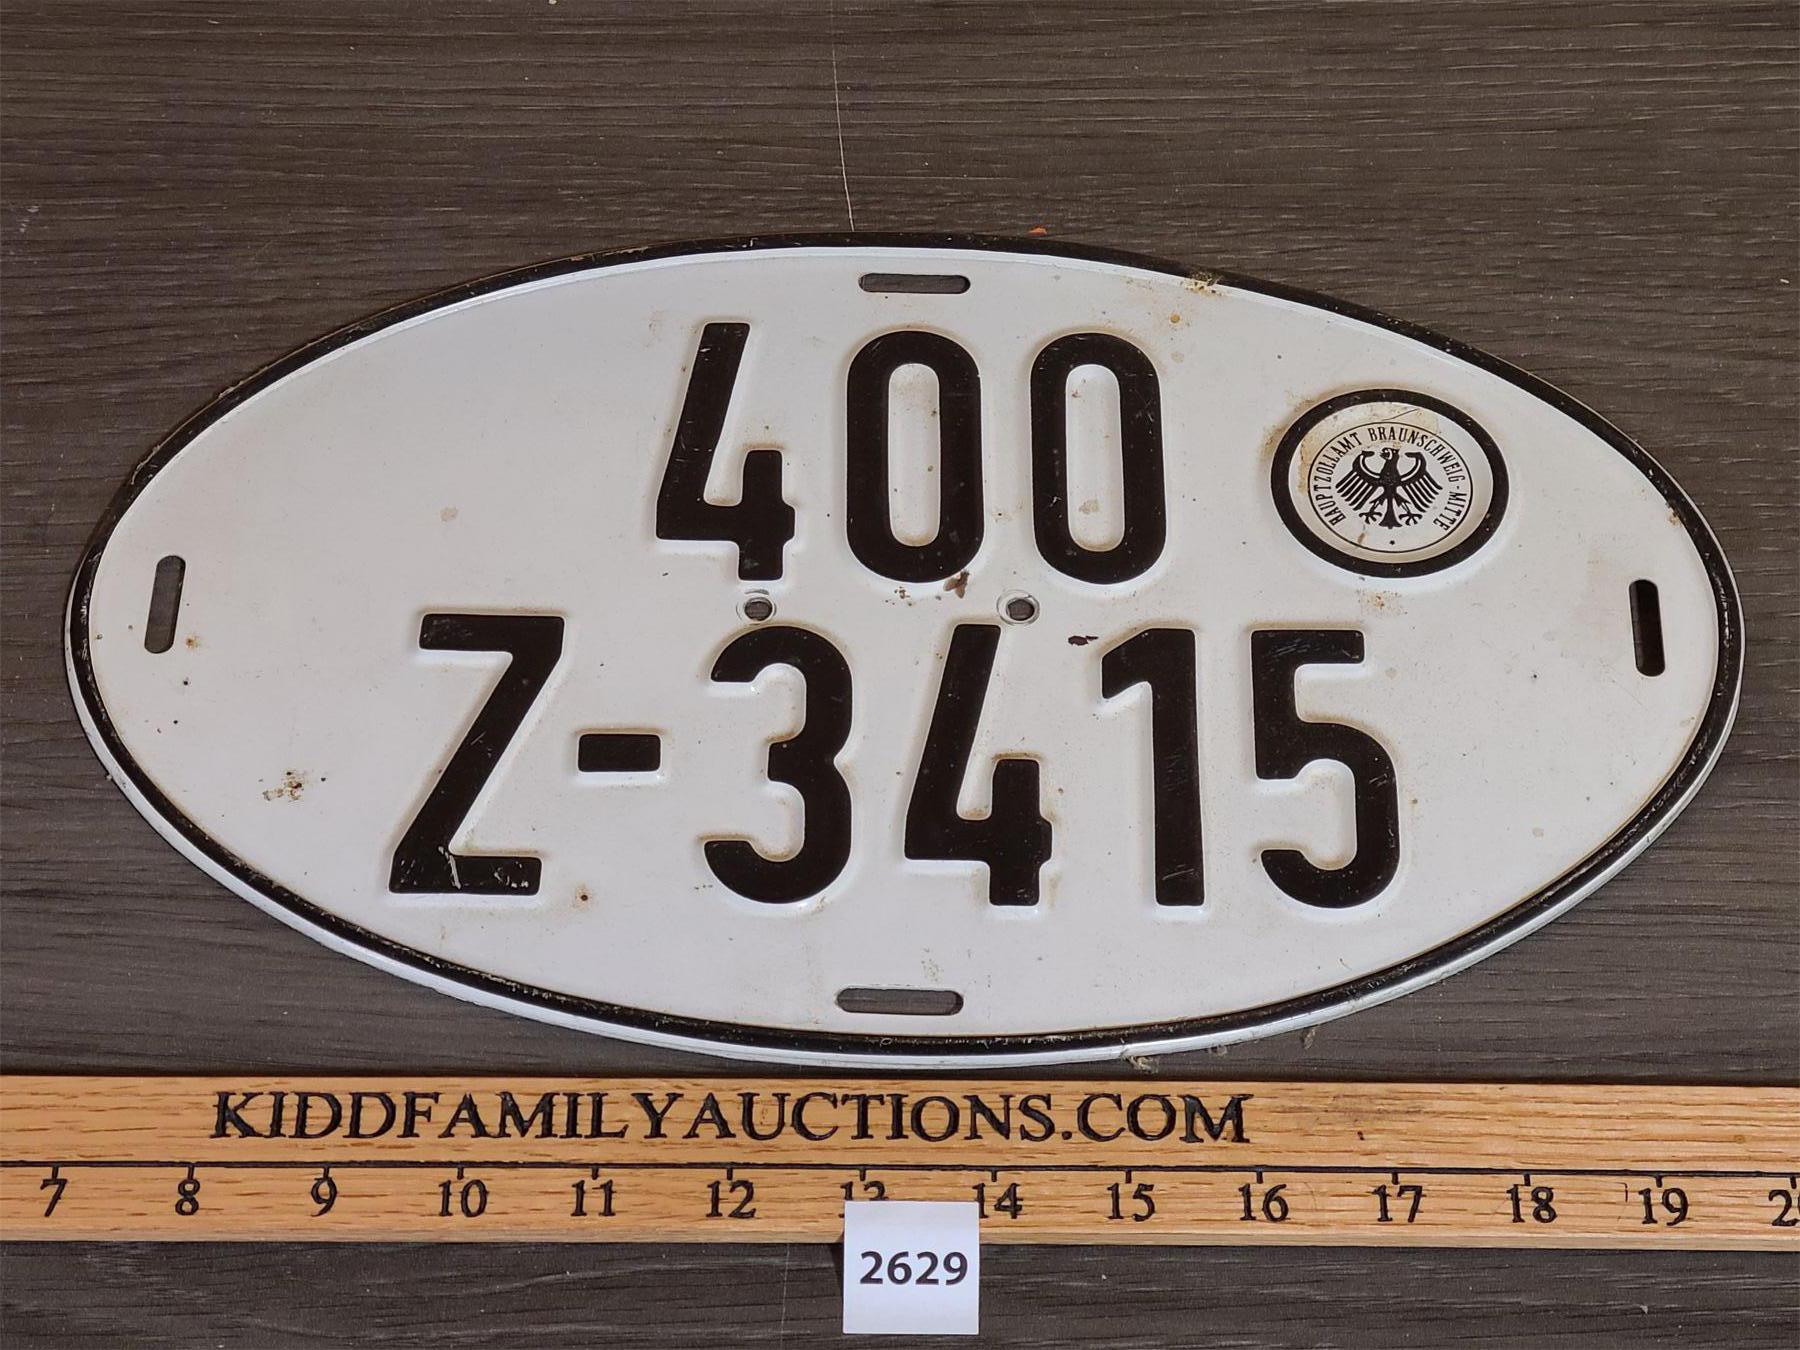 400
HAUPTZOLLAMT BRAUNSCHWEIG-MITTE
Z-3415
KIDDFAMILYAUCTIONS.COM
7 8 9 10 11 12 13 14 15 16 17 18 19
2629